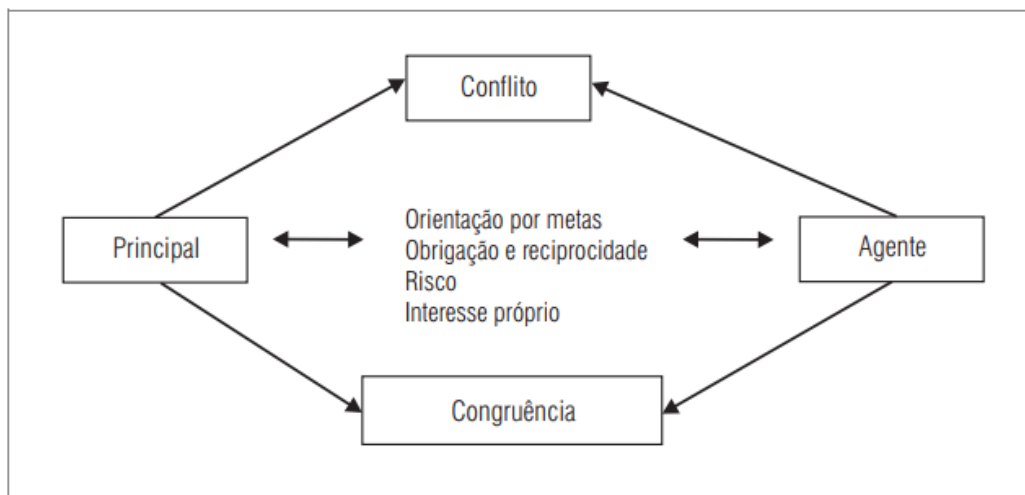 Conflito
Principal
Orientação por metas
Obrigação e reciprocidade
Risco
Interesse próprio
Agente
Congruência